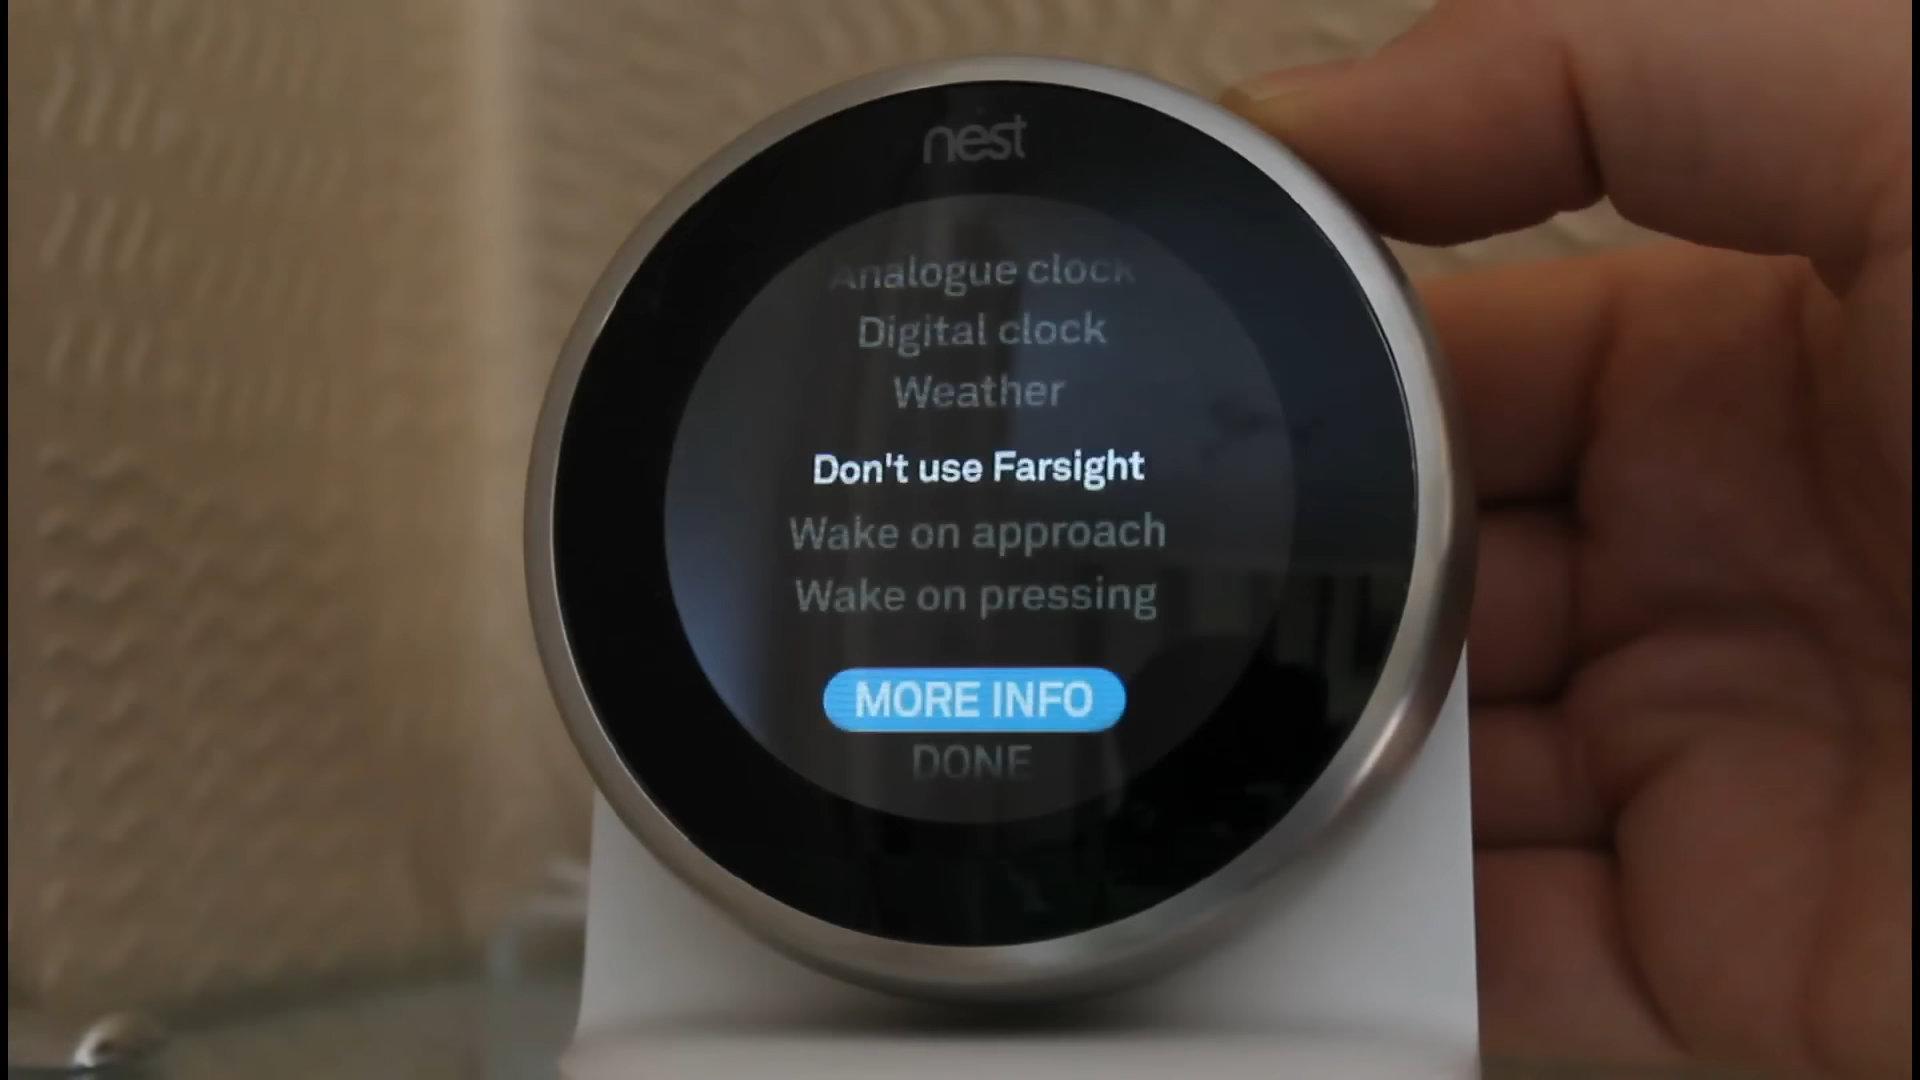 nest
Analogue clock
Digital clock
Weather
Don't use Farsight
Wake on approach
Wake on pressing
MORE INFO
DONE